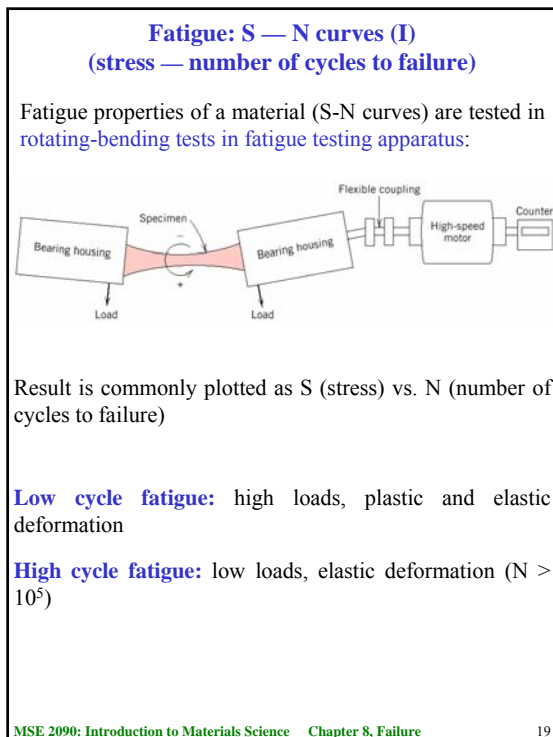 Fatigue: S — N curves (I)
(stress — number of cycles to failure)
Fatigue properties of a material (S-N curves) are tested in
rotating-bending tests in fatigue testing apparatus:
Flexible coupling
Specimen
Counter
Bearing housing
–
Bearing housing
High-speed
motor
+
Load
Load
Result is commonly plotted as S (stress) vs. N (number of
cycles to failure)
Low cycle fatigue: high loads, plastic and elastic
deformation
High cycle fatigue: low loads, elastic deformation (N >
10⁵)
MSE 2090: Introduction to Materials Science Chapter 8, Failure 19